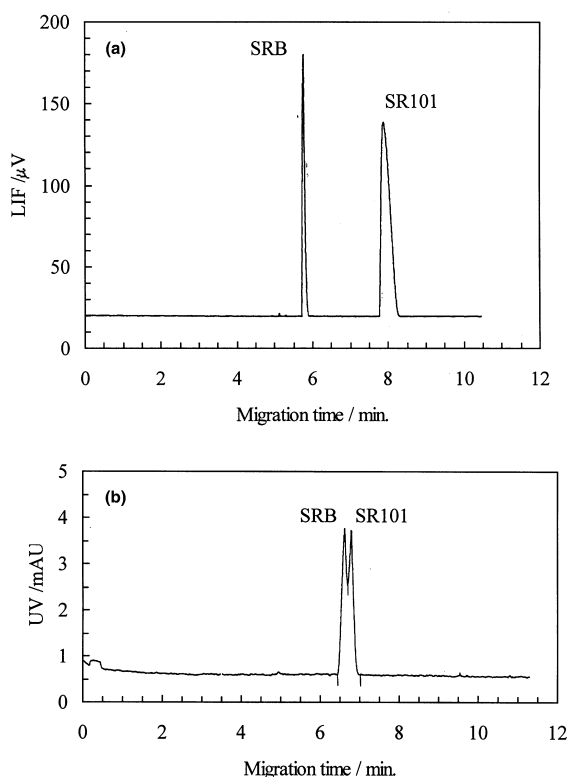 200
(a)
SRB
150
SR101
LIF /μV
100
50
0
0 2 4 6 8 10 12
Migration time / min.
5
(b)
SRB SR101
4
UV /mAU
3
2
1
0
0 2 4 6 8 10 12
Migration time / min.